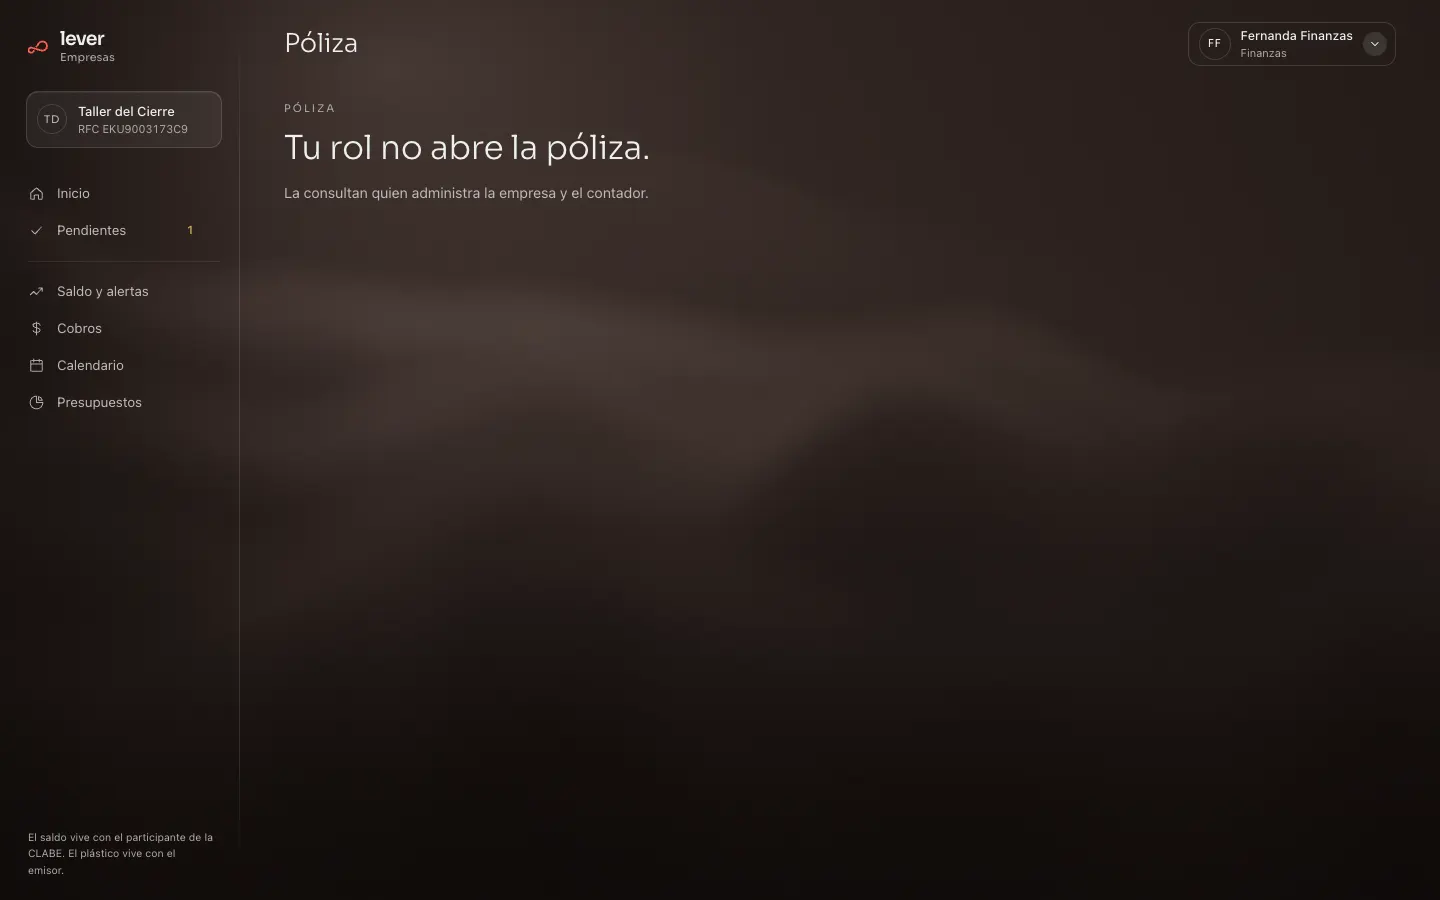 lever
Empresas
TD
Taller del Cierre
RFC EKU9003173C9
Inicio
Pendientes 1
Saldo y alertas
Cobros
Calendario
Presupuestos
El saldo vive con el participante de la
CLABE. El plástico vive con el
emisor.
Póliza
FF
Fernanda Finanzas
Finanzas
PÓLIZA
Tu rol no abre la póliza.
La consultan quien administra la empresa y el contador.